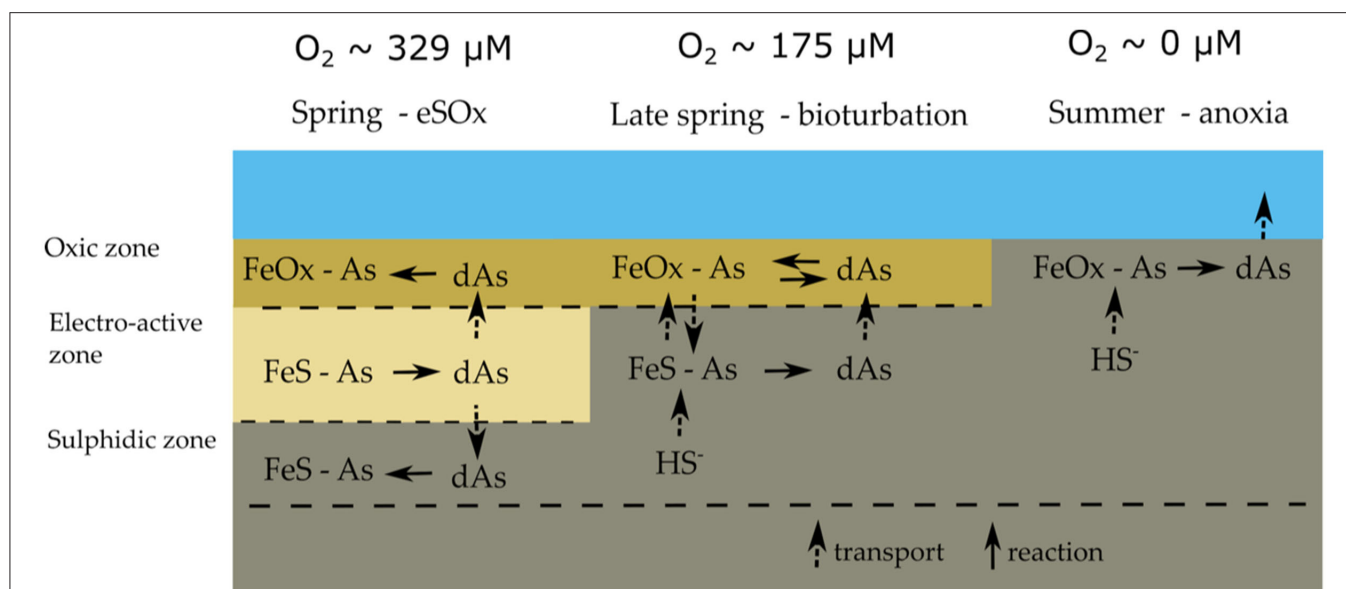 O₂ ~ 329 µM
O₂ ~ 175 µM
O₂ ~ 0 µM
Spring - eSOx
Late spring - bioturbation
Summer - anoxia
Oxic zone
FeOx - As
dAs
FeOx - As
dAs
FeOx - As
dAs
Electro-active
zone
FeS - As
dAs
FeS - As
dAs
HS⁻
Sulphidic zone
FeS - As
dAs
HS⁻
transport
reaction